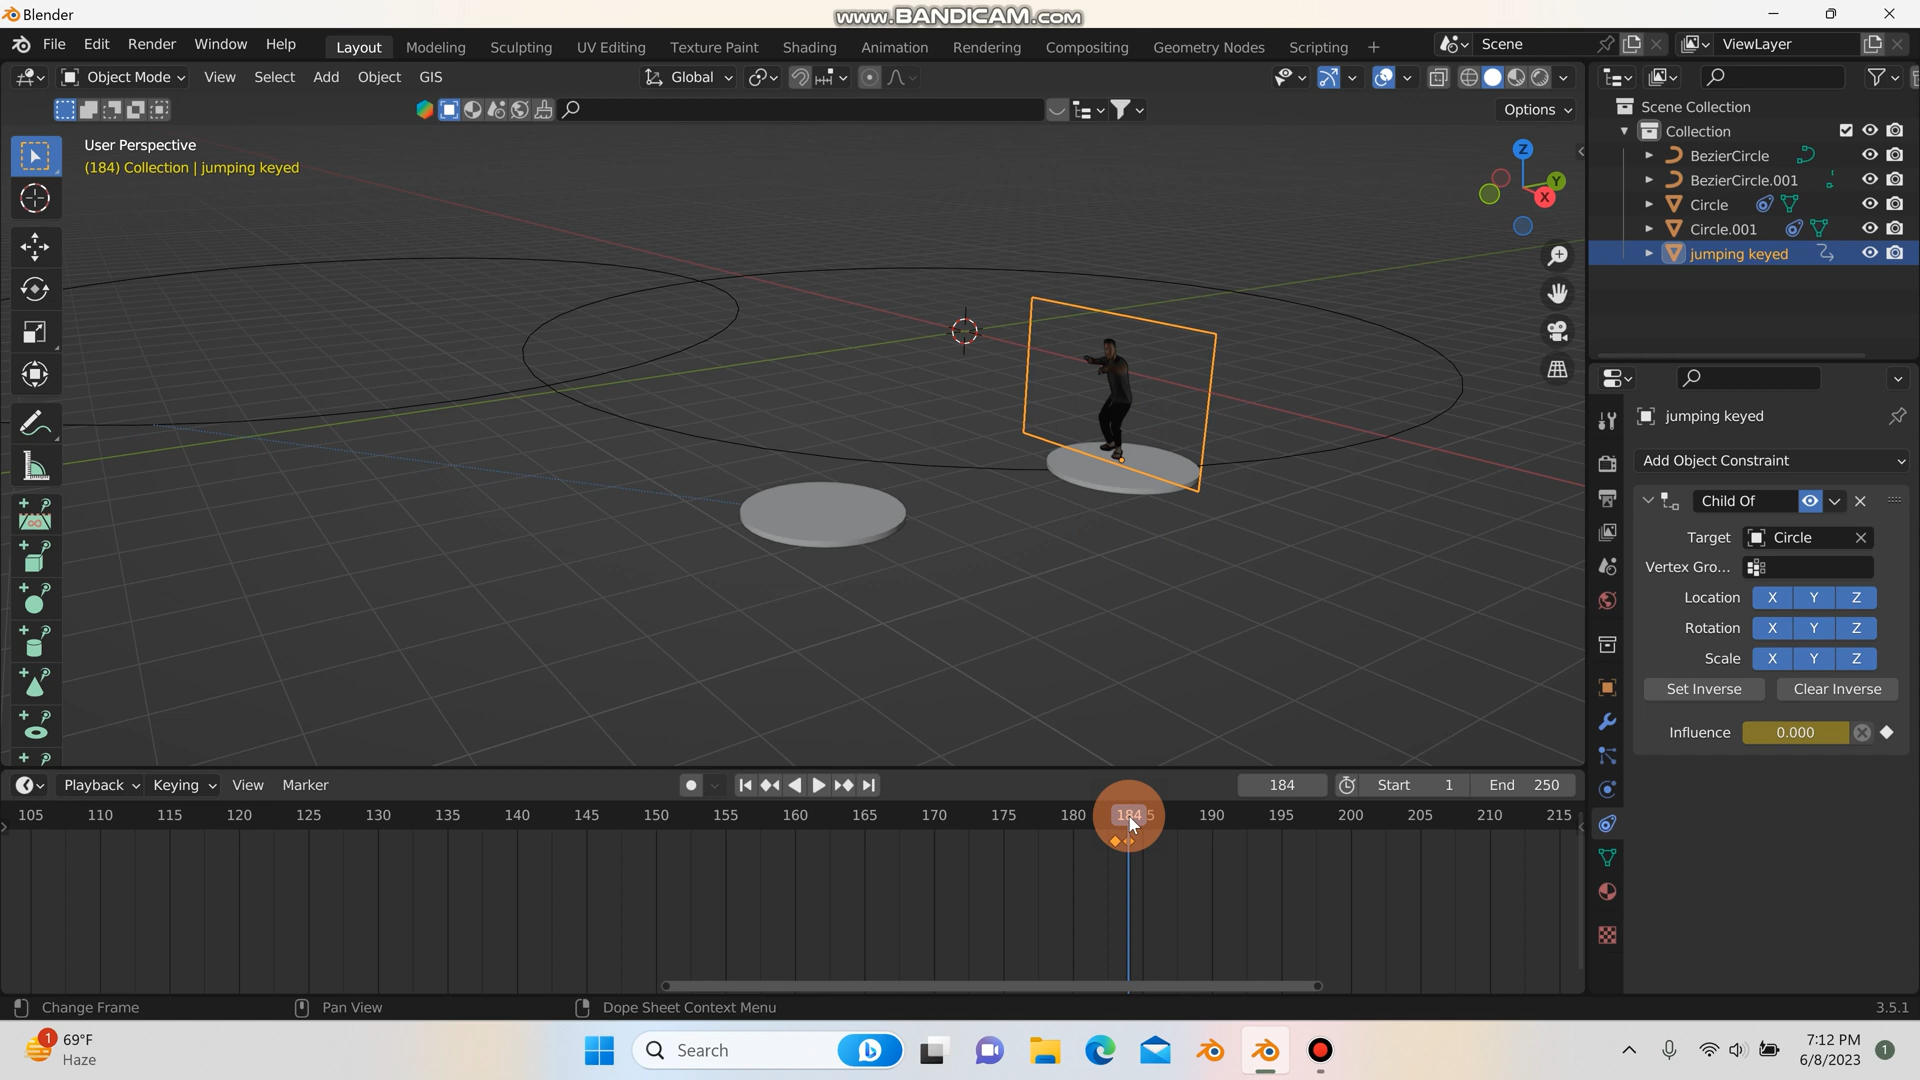 Blender
www.BANDICAM.com
File Edit Render Window Help
Layout Modeling Sculpting UV Editing Texture Paint Shading Animation Rendering Compositing Geometry Nodes Scripting +
Scene
ViewLayer
Object Mode View Select Add Object GIS
Global
Options
User Perspective
(184) Collection | jumping keyed
Z
Y
X
Scene Collection
Collection
BezierCircle
BezierCircle.001
Circle
Circle.001
jumping keyed
jumping keyed
Add Object Constraint
Child Of
Target Circle
Vertex Gro...
Location X Y Z
Rotation X Y Z
Scale X Y Z
Set Inverse Clear Inverse
Influence 0.000
Playback Keying View Marker
184 Start 1 End 250
105 110 115 120 125 130 135 140 145 150 155 160 165 170 175 180 184 5 190 195 200 205 210 215
Change Frame Pan View Dope Sheet Context Menu 3.5.1
1
69°F
Haze
Search
7:12 PM
6/8/2023
1